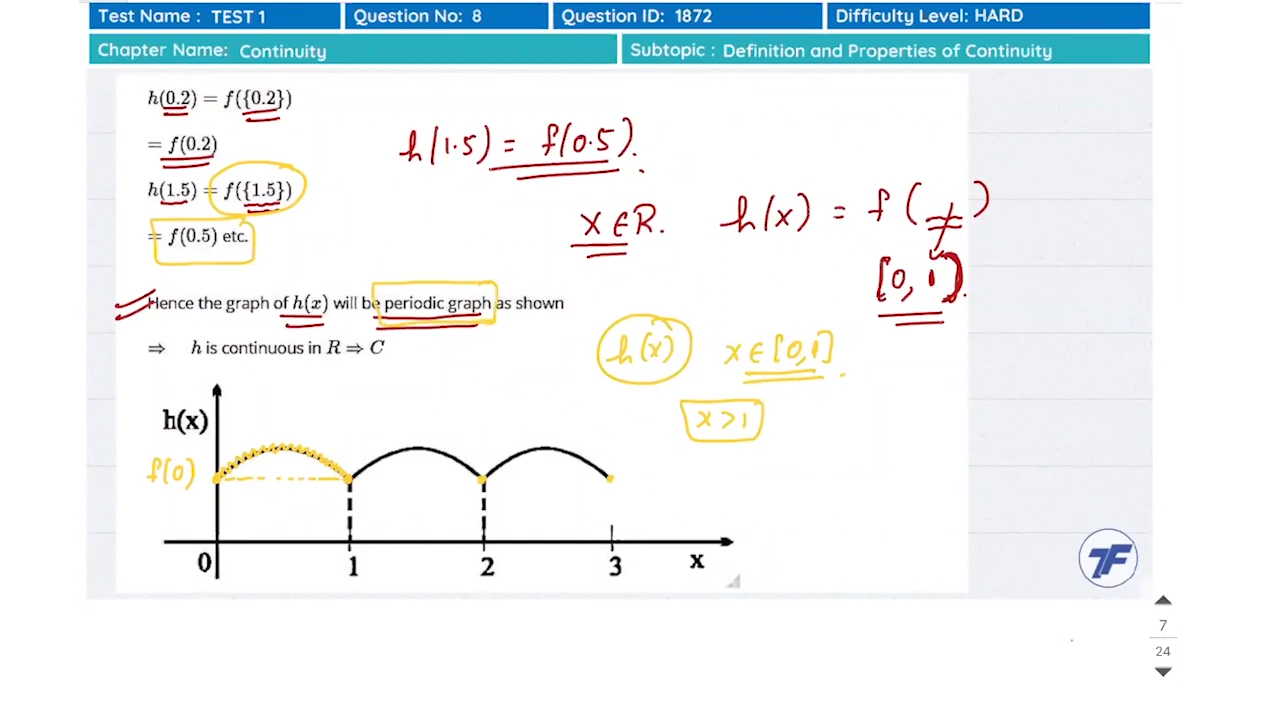 Test Name : TEST 1
Question No: 8
Question ID: 1872
Difficulty Level: HARD
Chapter Name: Continuity
Subtopic : Definition and Properties of Continuity
h(0.2) = f({0.2})
= f(0.2)
h(1.5) = f({1.5})
= f(0.5) etc.
h(1.5) = f(0.5).
x ∈ R.
h(x) = f( )
[0, 1)
Hence the graph of h(x) will be periodic graph as shown
⇒ h is continuous in R ⇒ C
h(x) x ∈ [0,1]
x > 1
h(x)
f(0)
0 1 2 3 x
TF
7
24